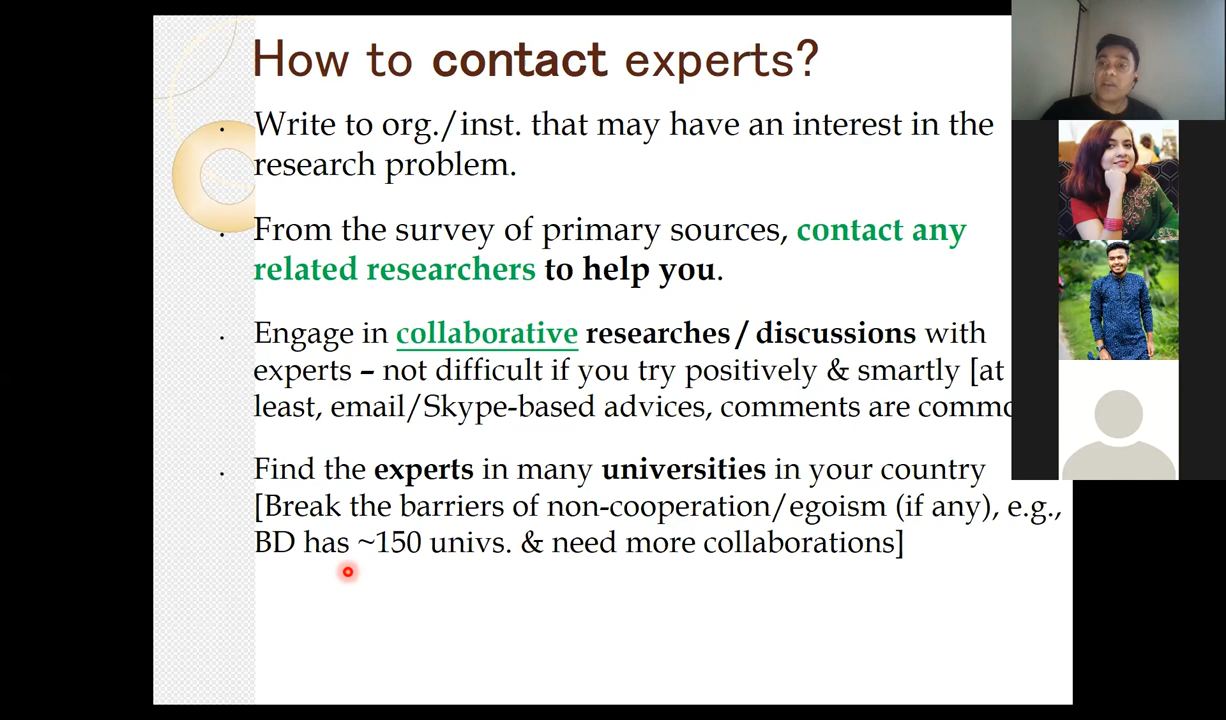 How to contact experts?
Write to org./inst. that may have an interest in the
research problem.
From the survey of primary sources, contact any
related researchers to help you.
Engage in collaborative researches / discussions with
experts – not difficult if you try positively & smartly [at
least, email/Skype-based advices, comments are
Find the experts in many universities in your country
[Break the barriers of non-cooperation/egoism (if any), e.g.,
BD has ~150 univs. & need more collaborations]